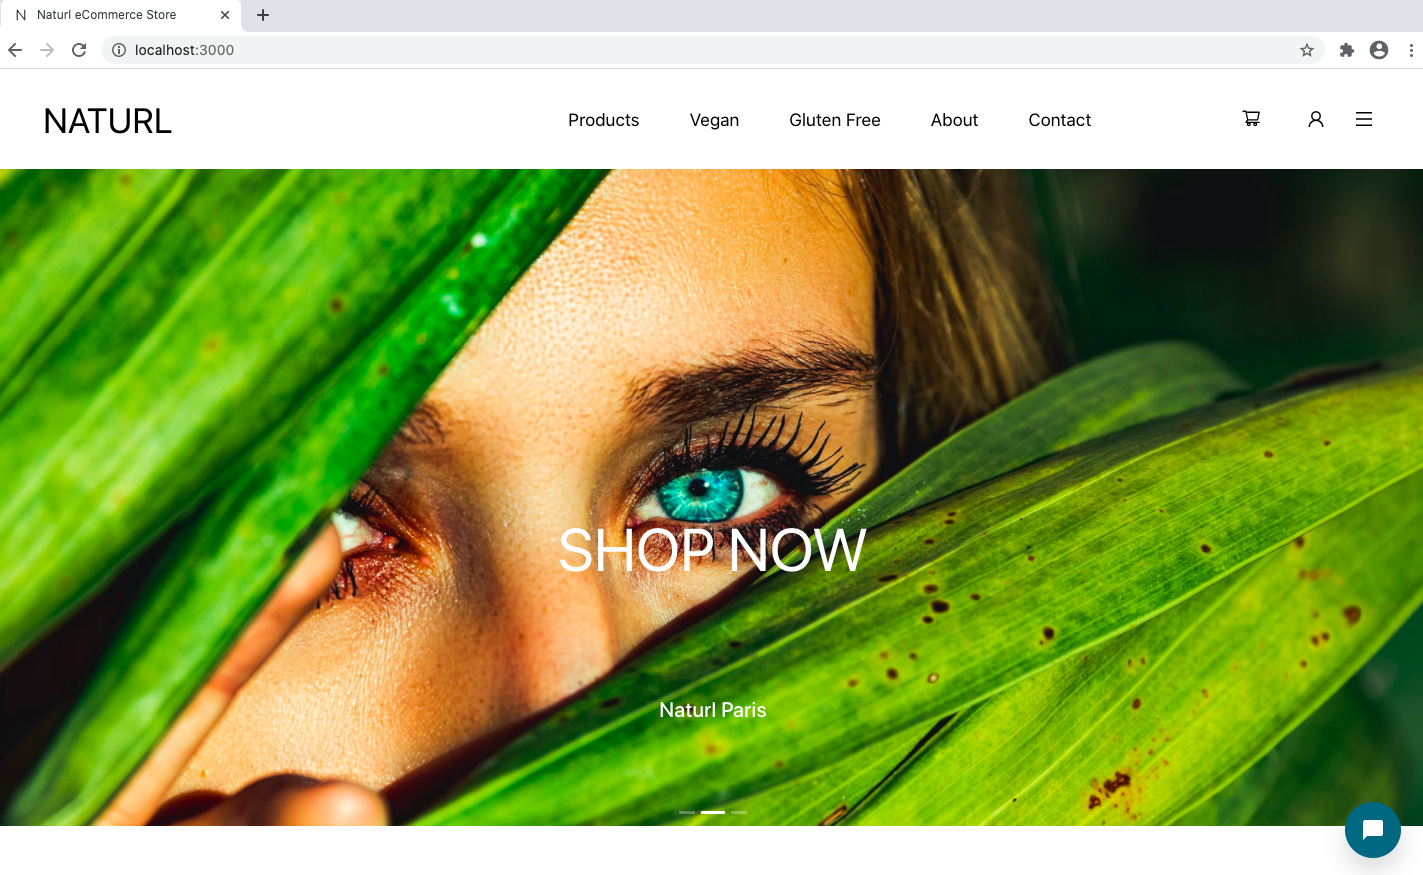 N Naturl eCommerce Store
localhost:3000
NATURL Products Vegan Gluten Free About Contact
SHOP NOW
Naturl Paris